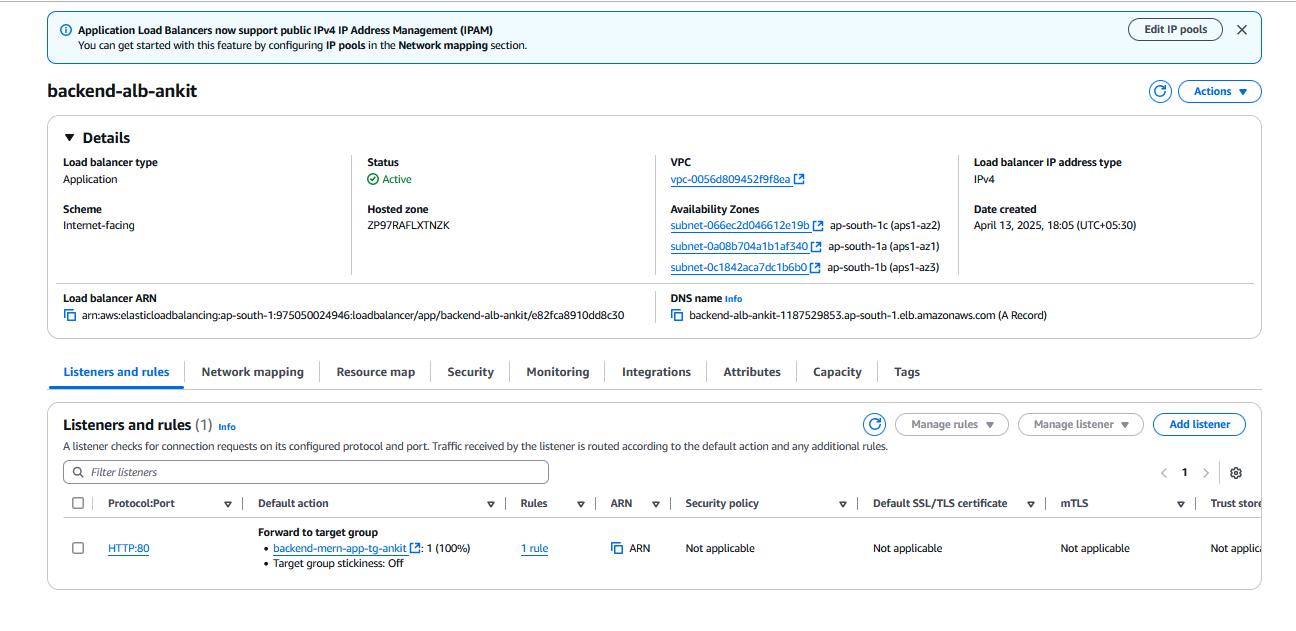 Application Load Balancers now support public IPv4 IP Address Management (IPAM)
You can get started with this feature by configuring IP pools in the Network mapping section.
Edit IP pools
backend-alb-ankit
Actions
Details
Load balancer type
Application
Status
Active
VPC
vpc-0056d809452f9f8ea
Load balancer IP address type
IPv4
Scheme
Internet-facing
Hosted zone
ZP97RAFLXTNZK
Availability Zones
subnet-066ec2d046612e19b ap-south-1c (aps1-az2)
subnet-0a08b704a1b1af340 ap-south-1a (aps1-az1)
subnet-0c1842aca7dc1b6b0 ap-south-1b (aps1-az3)
Date created
April 13, 2025, 18:05 (UTC+05:30)
Load balancer ARN
arn:aws:elasticloadbalancing:ap-south-1:975050024946:loadbalancer/app/backend-alb-ankit/e82fca8910dd8c30
DNS name Info
backend-alb-ankit-1187529853.ap-south-1.elb.amazonaws.com (A Record)
Listeners and rules Network mapping Resource map Security Monitoring Integrations Attributes Capacity Tags
Listeners and rules (1) Info
Manage rules Manage listener Add listener
A listener checks for connection requests on its configured protocol and port. Traffic received by the listener is routed according to the default action and any additional rules.
Filter listeners
1
Protocol:Port Default action Rules ARN Security policy Default SSL/TLS certificate mTLS Trust store
Forward to target group
HTTP:80 • backend-mern-app-tg-ankit : 1 (100%) 1 rule ARN Not applicable Not applicable Not applicable Not applic
• Target group stickiness: Off